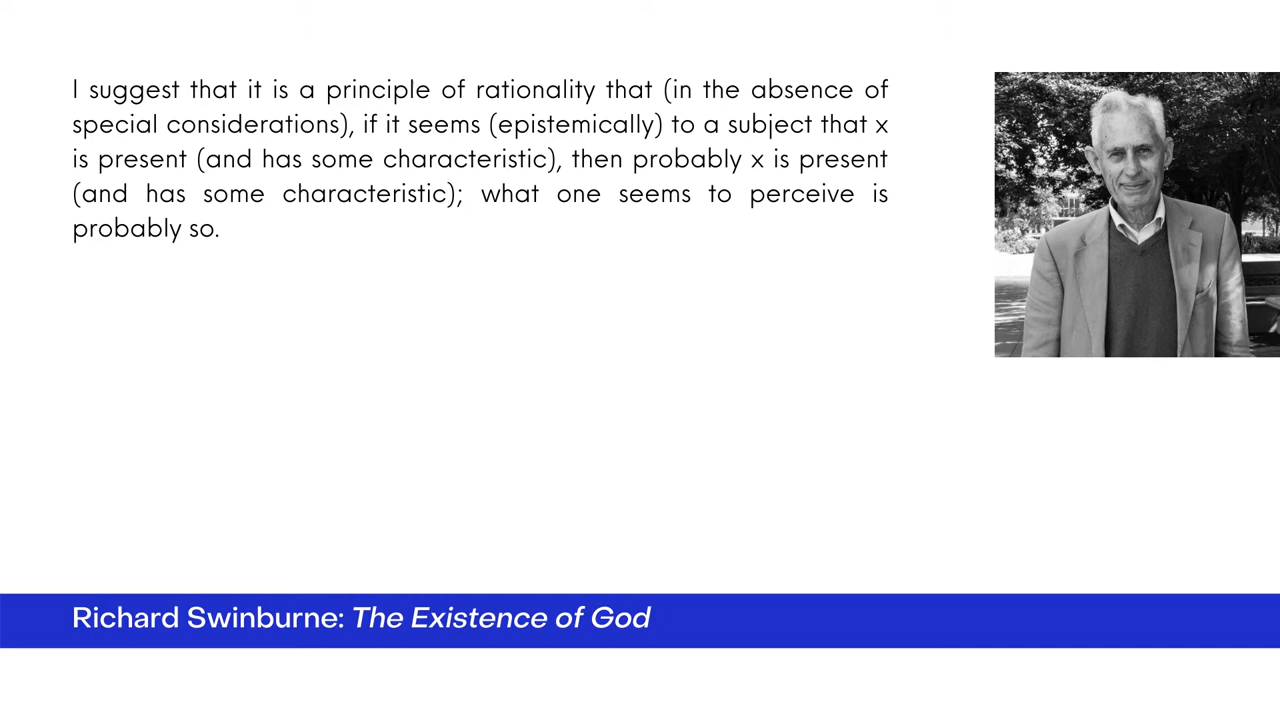 I suggest that it is a principle of rationality that (in the absence of
special considerations), if it seems (epistemically) to a subject that x
is present (and has some characteristic), then probably x is present
(and has some characteristic); what one seems to perceive is
probably so.
Richard Swinburne: The Existence of God